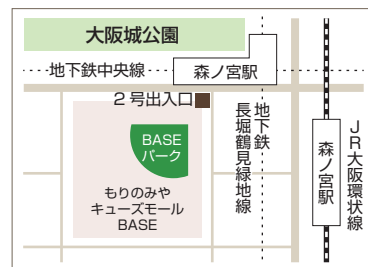 大阪城公園
地下鉄中央線
森ノ宮駅
2号出入口
BASE
パーク
もりのみや
キューズモール
BASE
地下鉄
長堀鶴見緑地線
森ノ宮駅
JR大阪環状線